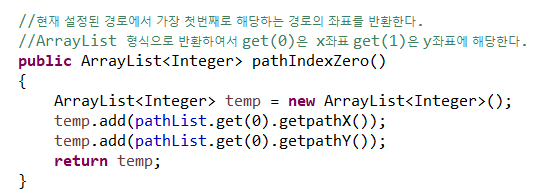 //현재 설정된 경로에서 가장 첫번째로 해당하는 경로의 좌표를 반환한다.
//ArrayList 형식으로 반환하여서 get(0)은 x좌표 get(1)은 y좌표에 해당한다.
public ArrayList<Integer> pathIndexZero()
{
    ArrayList<Integer> temp = new ArrayList<Integer>();
    temp.add(pathList.get(0).getpathX());
    temp.add(pathList.get(0).getpathY());
    return temp;
}